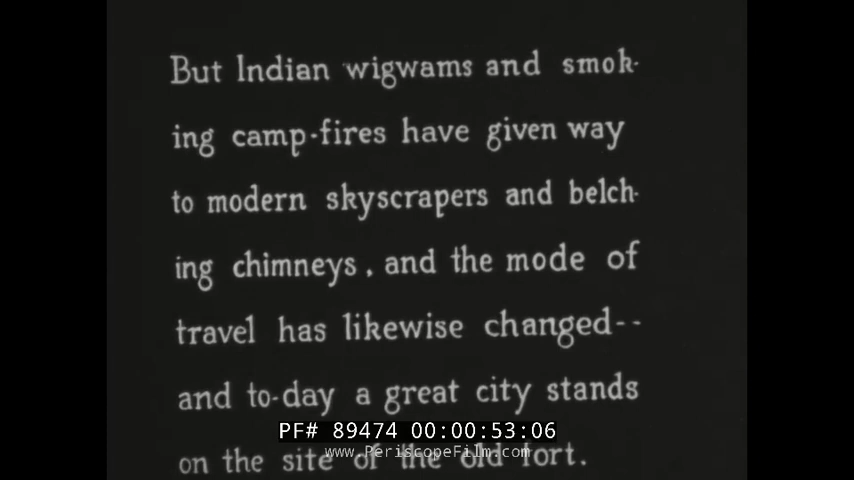 But Indian wigwams and smok-
ing camp-fires have given way
to modern skyscrapers and belch-
ing chimneys, and the mode of
travel has likewise changed--
and to-day a great city stands
PF# 89474 00:00:53:06
www.PeriscopeFilm.com
on the site of the old fort.